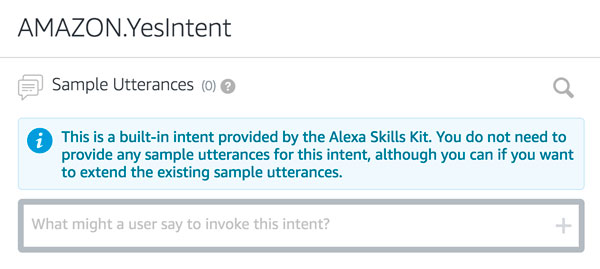 AMAZON.YesIntent
Sample Utterances (0) ?
i This is a built-in intent provided by the Alexa Skills Kit. You do not need to
provide any sample utterances for this intent, although you can if you want
to extend the existing sample utterances.
What might a user say to invoke this intent? +